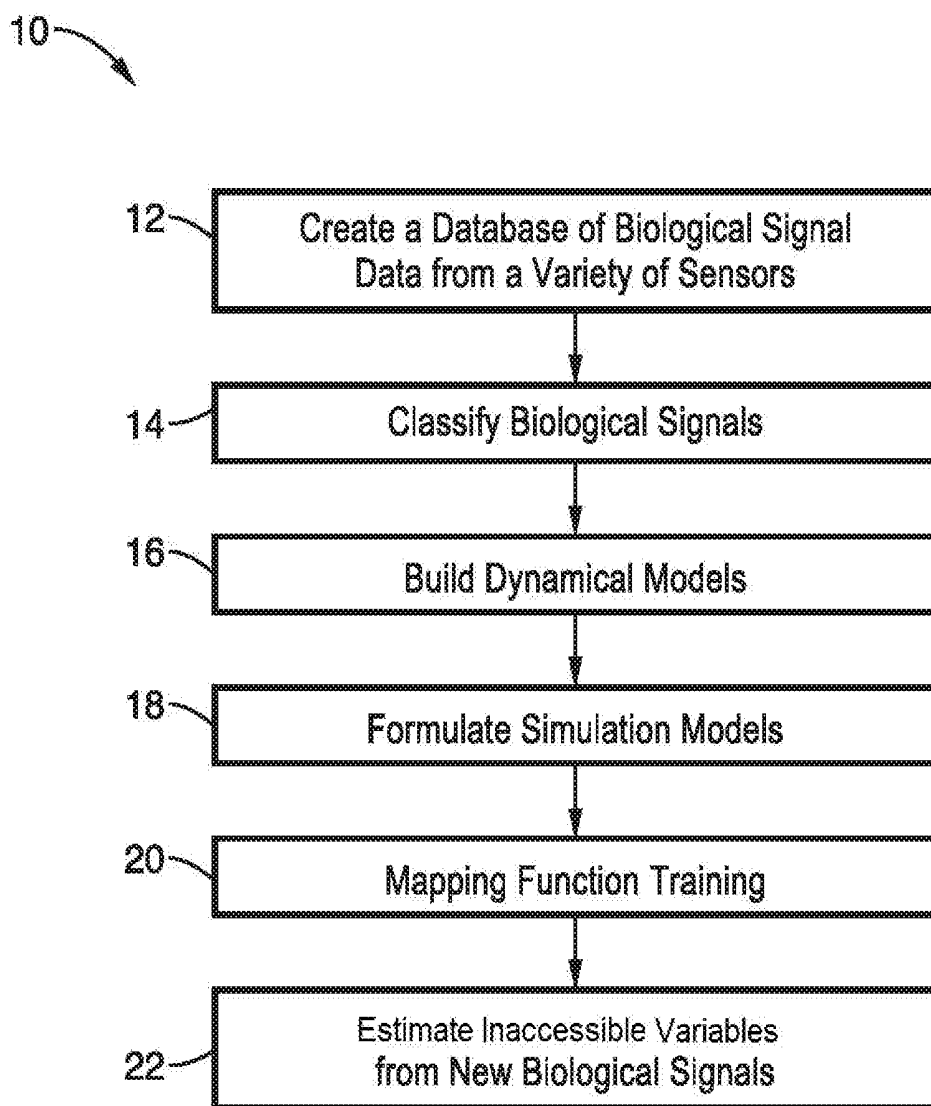 10
12
Create a Database of Biological Signal
Data from a Variety of Sensors
14
Classify Biological Signals
16
Build Dynamical Models
18
Formulate Simulation Models
20
Mapping Function Training
22
Estimate Inaccessible Variables
from New Biological Signals